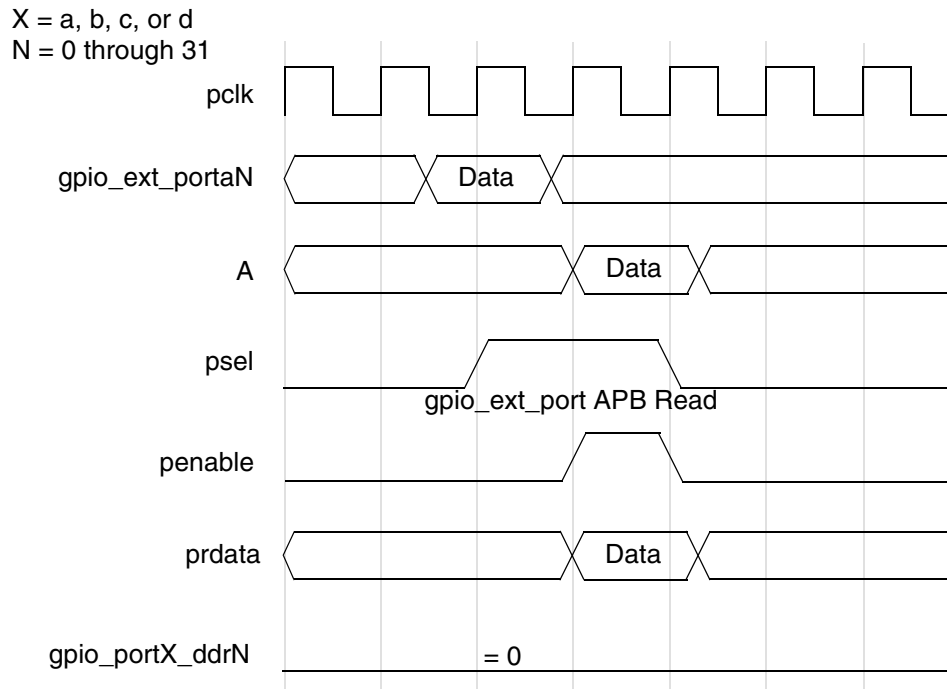 X = a, b, c, or d
N = 0 through 31
pclk
gpio_ext_portaN
Data
A
Data
psel
gpio_ext_port APB Read
penable
prdata
Data
gpio_portX_ddrN
= 0